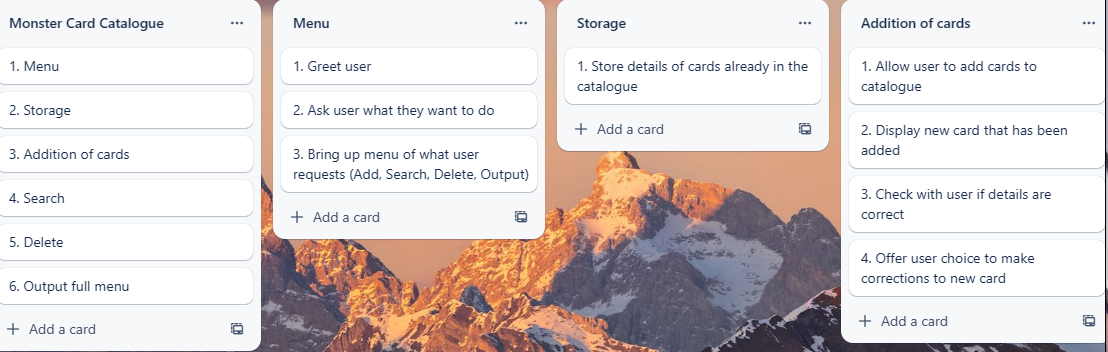 Monster Card Catalogue ...
1. Menu
2. Storage
3. Addition of cards
4. Search
5. Delete
6. Output full menu
+ Add a card
Menu ...
1. Greet user
2. Ask user what they want to do
3. Bring up menu of what user
requests (Add, Search, Delete, Output)
+ Add a card
Storage ...
1. Store details of cards already in the
catalogue
+ Add a card
Addition of cards ...
1. Allow user to add cards to
catalogue
2. Display new card that has been
added
3. Check with user if details are
correct
4. Offer user choice to make
corrections to new card
+ Add a card